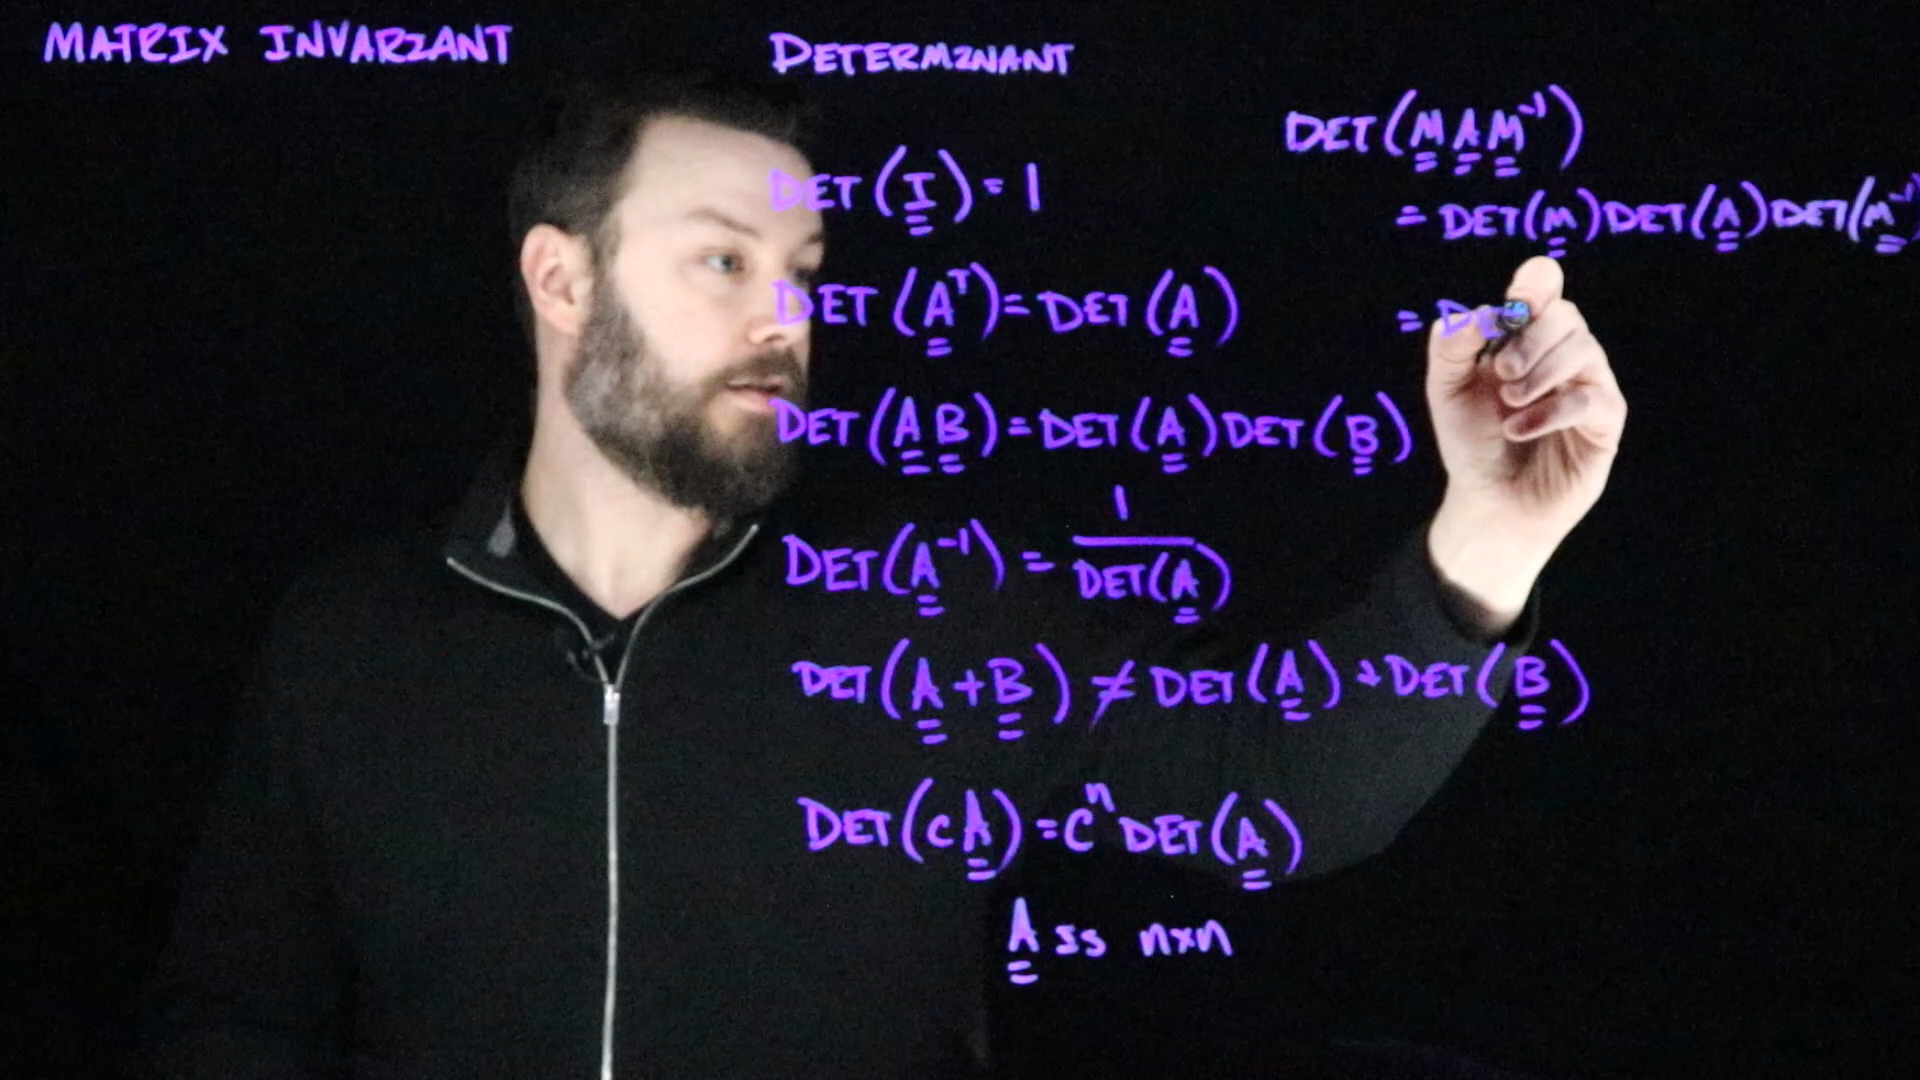 MATRIX INVARIANT
DETERMINANT
DET(I) = 1
DET(Aᵀ) = DET(A)
DET(AB) = DET(A)DET(B)
DET(A⁻¹) = 1/DET(A)
DET(A+B) ≠ DET(A)+DET(B)
DET(cA) = cⁿDET(A)
A IS n×n
DET(MAM⁻¹)
= DET(M)DET(A)DET(M⁻¹)
= DE